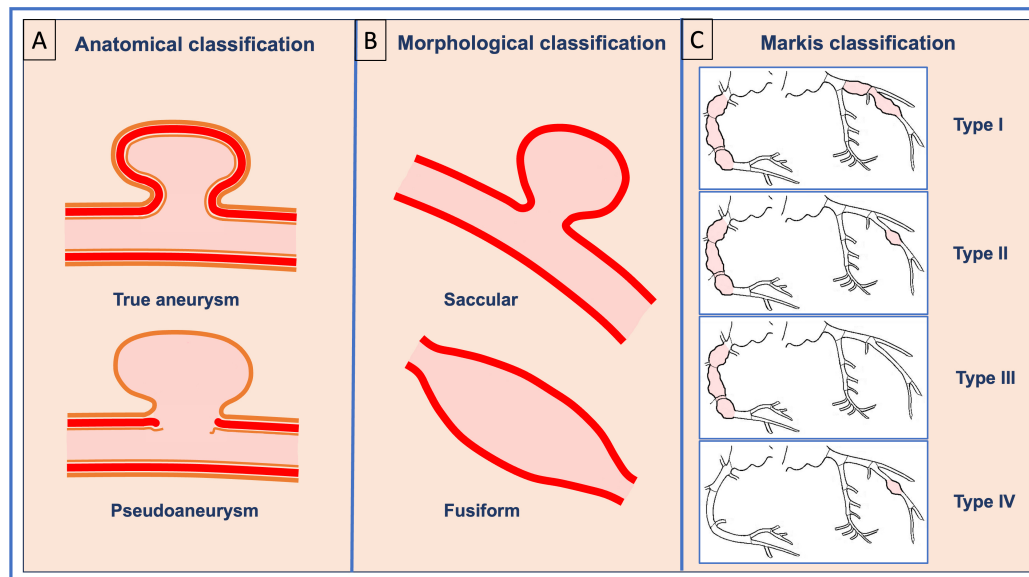 A
Anatomical classification
True aneurysm
Pseudoaneurysm
B
Morphological classification
Saccular
Fusiform
C
Markis classification
Type I
Type II
Type III
Type IV